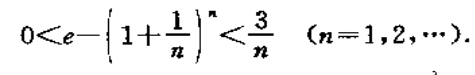 0<e−(1+1/n)^n<3/n (n=1,2,⋯).